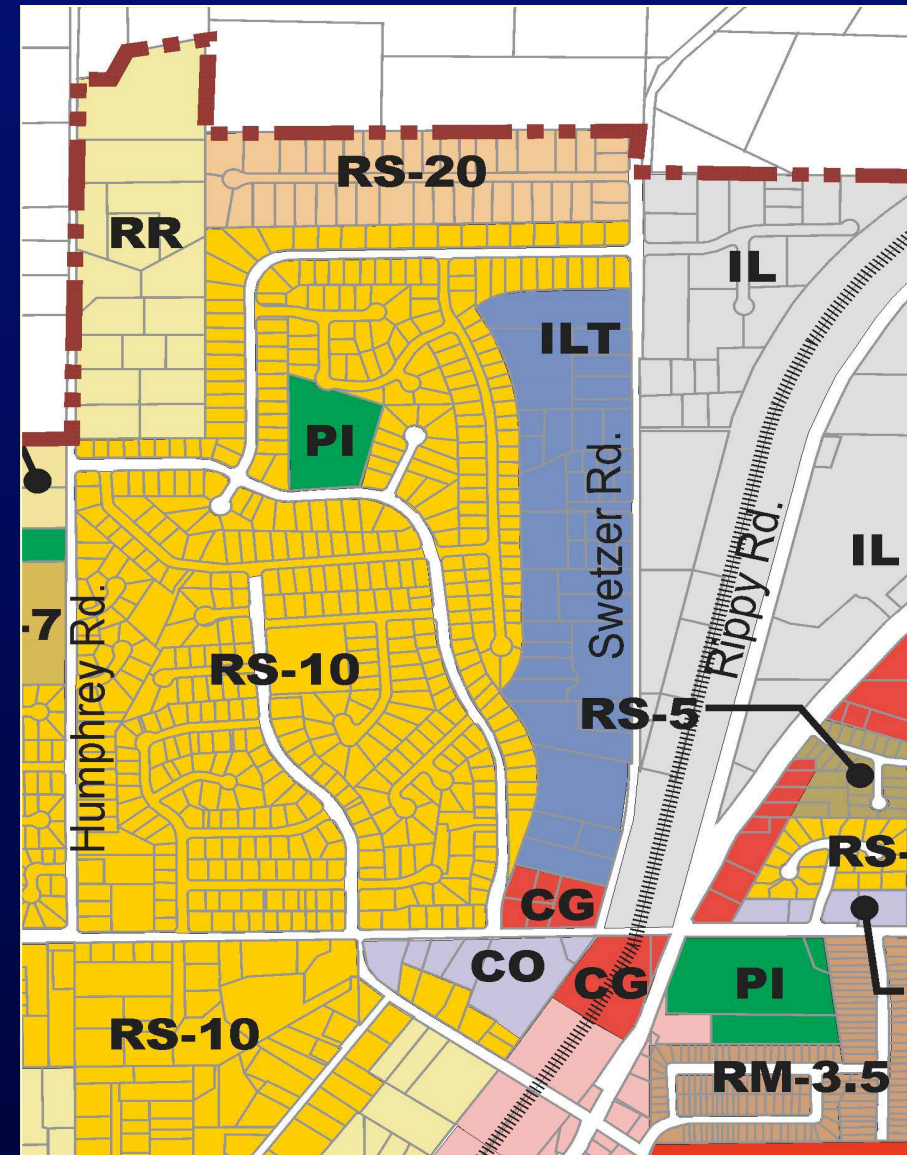 RS-20
RR
IL
ILT
PI
Swetzer Rd.
Rippy Rd.
IL
-7
Humphrey Rd.
RS-10
RS-5
RS-
CG
CO
CG
PI
RS-10
RM-3.5